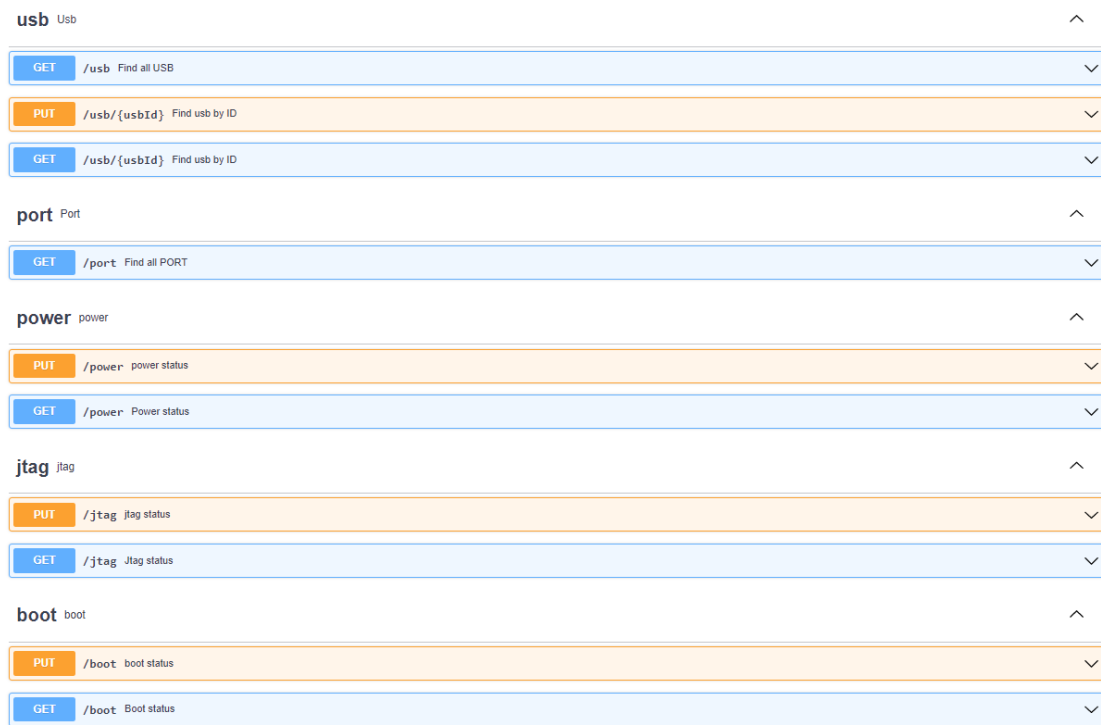 usb Usb
GET /usb Find all USB
PUT /usb/{usbId} Find usb by ID
GET /usb/{usbId} Find usb by ID
port Port
GET /port Find all PORT
power power
PUT /power power status
GET /power Power status
jtag jtag
PUT /jtag jtag status
GET /jtag Jtag status
boot boot
PUT /boot boot status
GET /boot Boot status